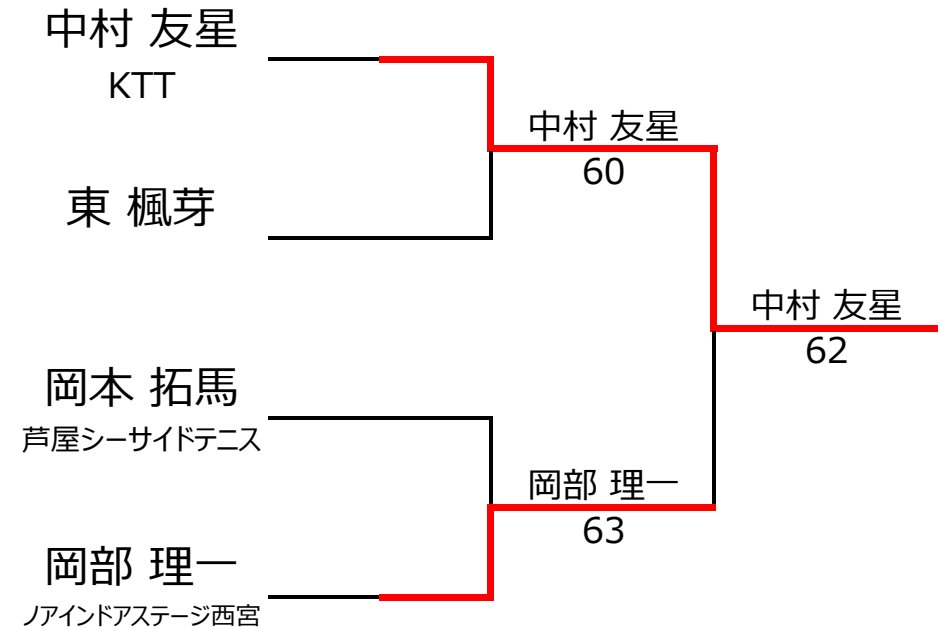 中村 友星
KTT
中村 友星
60
東 楓芽
中村 友星
62
岡本 拓馬
芦屋シーサイドテニス
岡部 理一
63
岡部 理一
ノアインドアステージ西宮